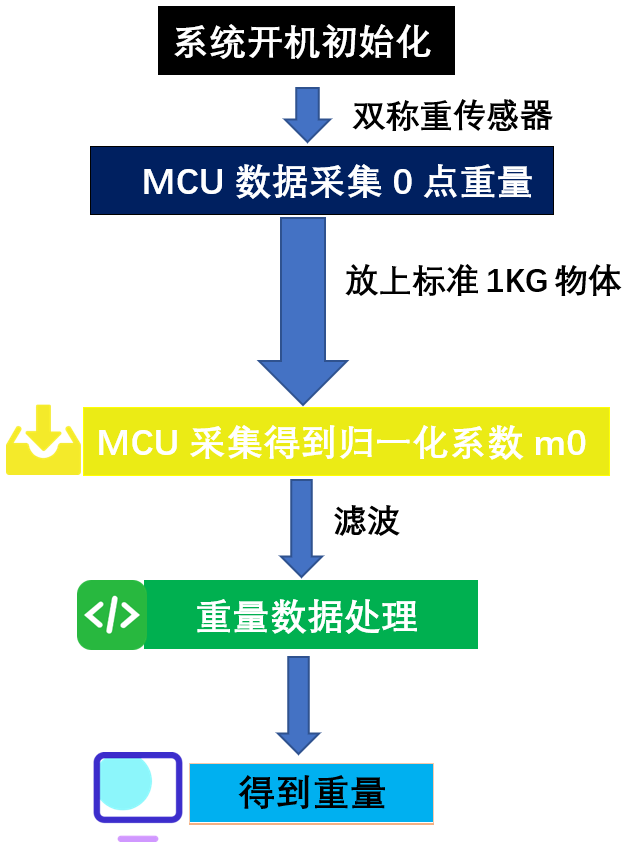 系统开机初始化
双称重传感器
MCU 数据采集 0 点重量
放上标准 1KG 物体
MCU 采集得到归一化系数 m0
滤波
</>
重量数据处理
得到重量